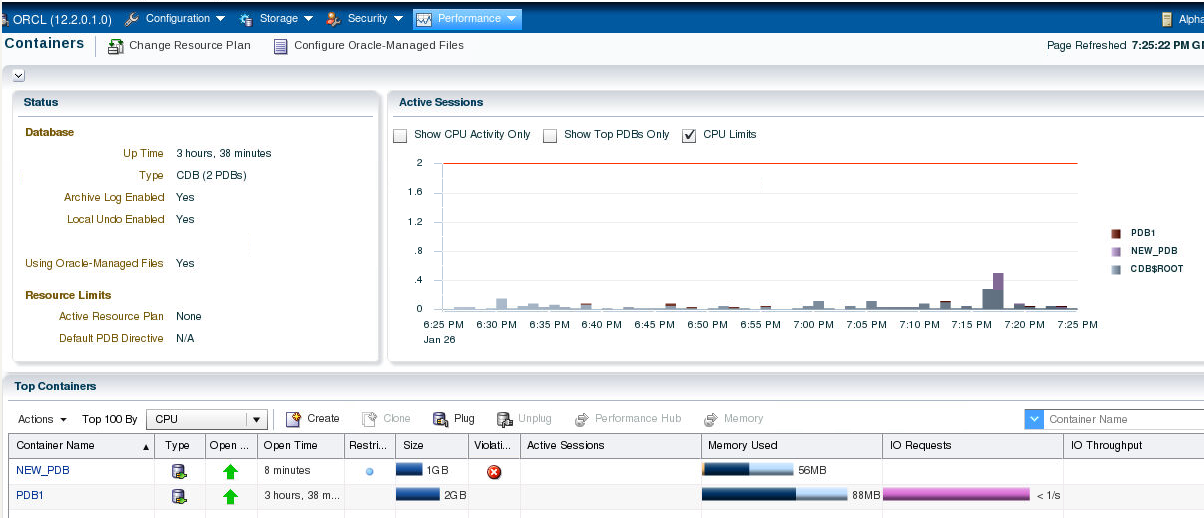 ORCL (12.2.0.1.0) Configuration Storage Security Performance Alpha
Containers Change Resource Plan Configure Oracle-Managed Files Page Refreshed 7:25:22 PM G
Status
Database
Up Time 3 hours, 38 minutes
Type CDB (2 PDBs)
Archive Log Enabled Yes
Local Undo Enabled Yes
Using Oracle-Managed Files Yes
Resource Limits
Active Resource Plan None
Default PDB Directive N/A
Active Sessions
Show CPU Activity Only Show Top PDBs Only CPU Limits
2
1.6
1.2
.8
.4
0
6:25 PM 6:30 PM 6:35 PM 6:40 PM 6:45 PM 6:50 PM 6:55 PM 7:00 PM 7:05 PM 7:10 PM 7:15 PM 7:20 PM 7:25 PM
Jan 26
PDB1
NEW_PDB
CDB$ROOT
Top Containers
Actions Top 100 By CPU Create Clone Plug Unplug Performance Hub Memory Container Name
Container Name Type Open ... Open Time Restri... Size Violati... Active Sessions Memory Used IO Requests IO Throughput
NEW_PDB 8 minutes 1GB 56MB
PDB1 3 hours, 38 m... 2GB 88MB < 1/s